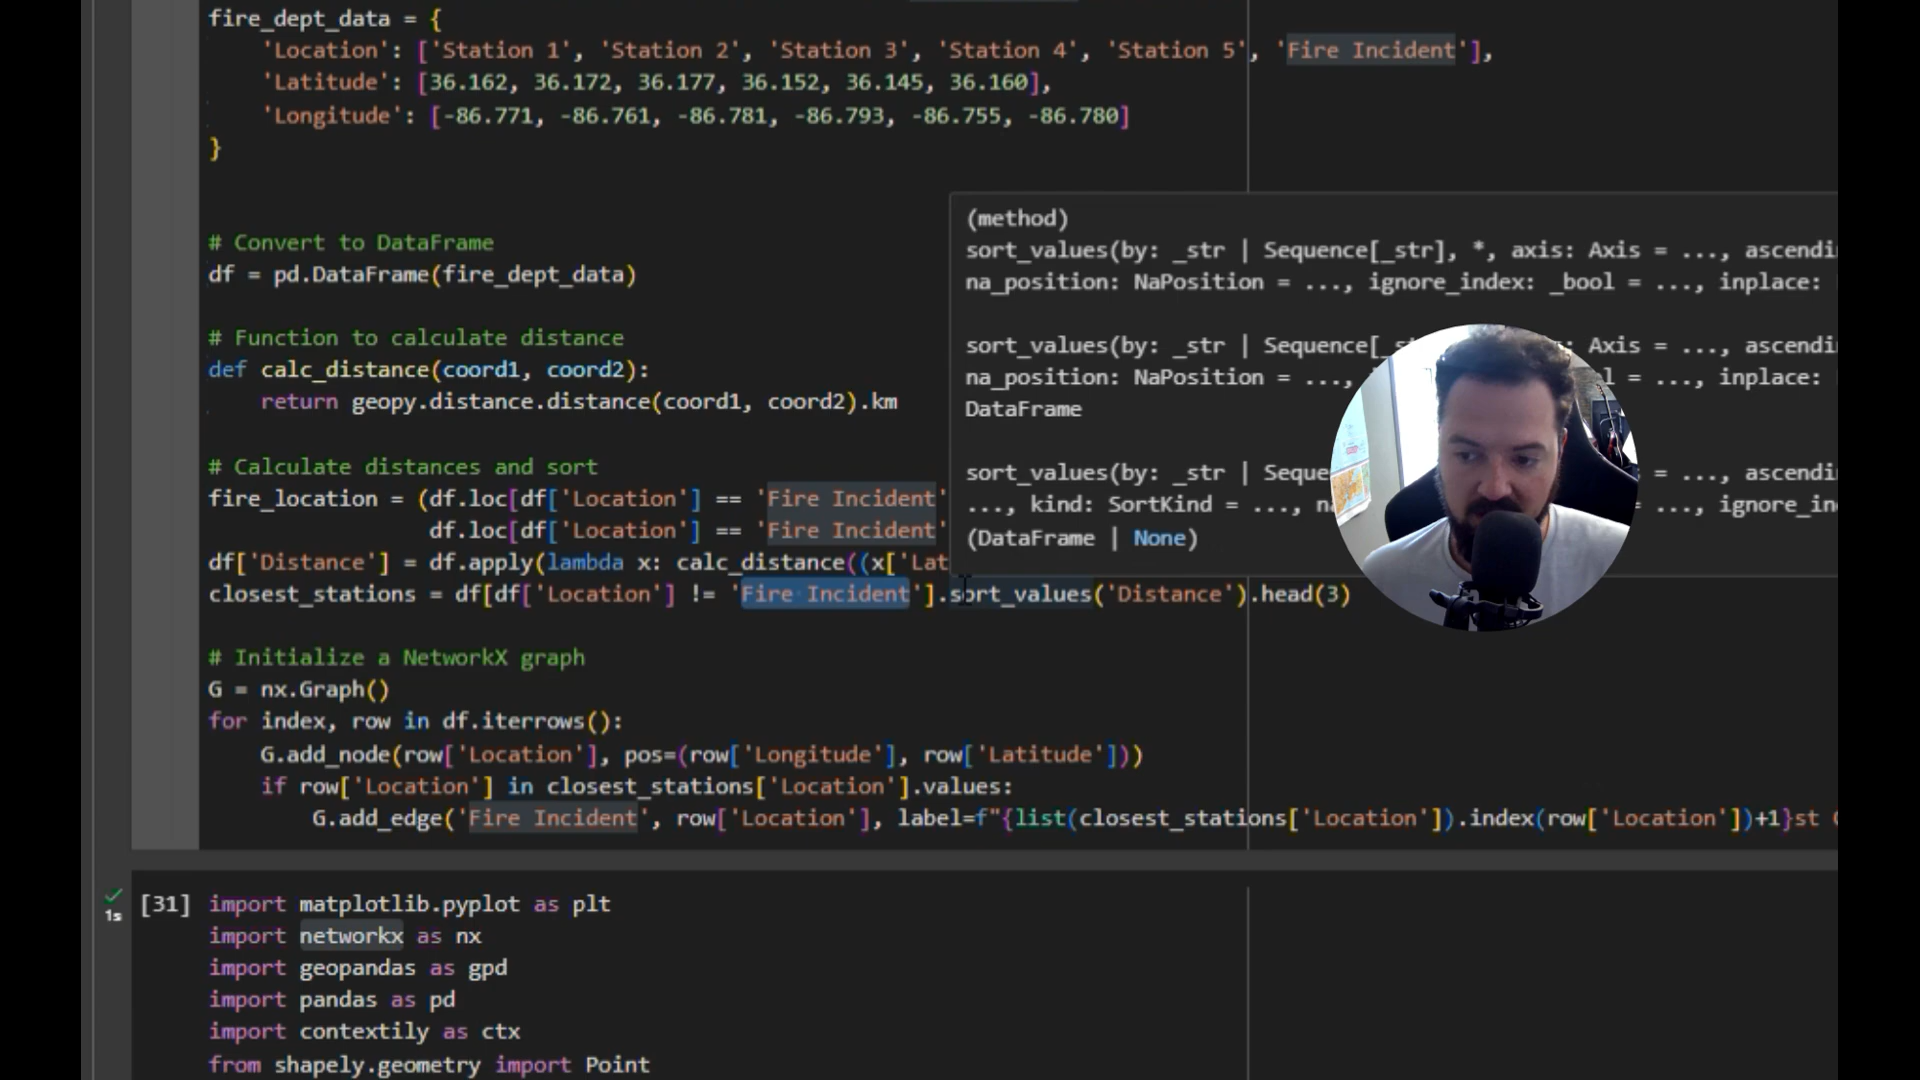 fire_dept_data = {
'Location': ['Station 1', 'Station 2', 'Station 3', 'Station 4', 'Station 5', 'Fire Incident'],
'Latitude': [36.162, 36.172, 36.177, 36.152, 36.145, 36.160],
'Longitude': [-86.771, -86.761, -86.781, -86.793, -86.755, -86.780]
}
(method)
sort_values(by: _str | Sequence[_str], *, axis: Axis = ...,
# Convert to DataFrame
df = pd.DataFrame(fire_dept_data)
na_position: NaPosition = ..., ignore_index: _bool = ..., inplace:
# Function to calculate distance
sort_values(by: _str | Axis = ...,
def calc_distance(coord1, coord2):
na_position: NaPosition = ..., = ..., inplace:
return geopy.distance.distance(coord1, coord2).km
DataFrame
# Calculate distances and sort
sort_values(by: _str | = ...,
fire_location = (df.loc[df['Location'] == 'Fire Incident'
..., kind: SortKind = ..., = ...,
df.loc[df['Location'] == 'Fire Incident'
(DataFrame | None)
df['Distance'] = df.apply(lambda x: calc_distance((x['Lat
closest_stations = df[df['Location'] != 'Fire Incident'].sort_values('Distance').head(3)
# Initialize a NetworkX graph
G = nx.Graph()
for index, row in df.iterrows():
G.add_node(row['Location'], pos=(row['Longitude'], row['Latitude']))
if row['Location'] in closest_stations['Location'].values:
G.add_edge('Fire Incident', row['Location'], label=f"{list(closest_stations['Location']).index(row['Location'])+1}st
1s
[31] import matplotlib.pyplot as plt
import networkx as nx
import geopandas as gpd
import pandas as pd
import contextily as ctx
from shapely.geometry import Point